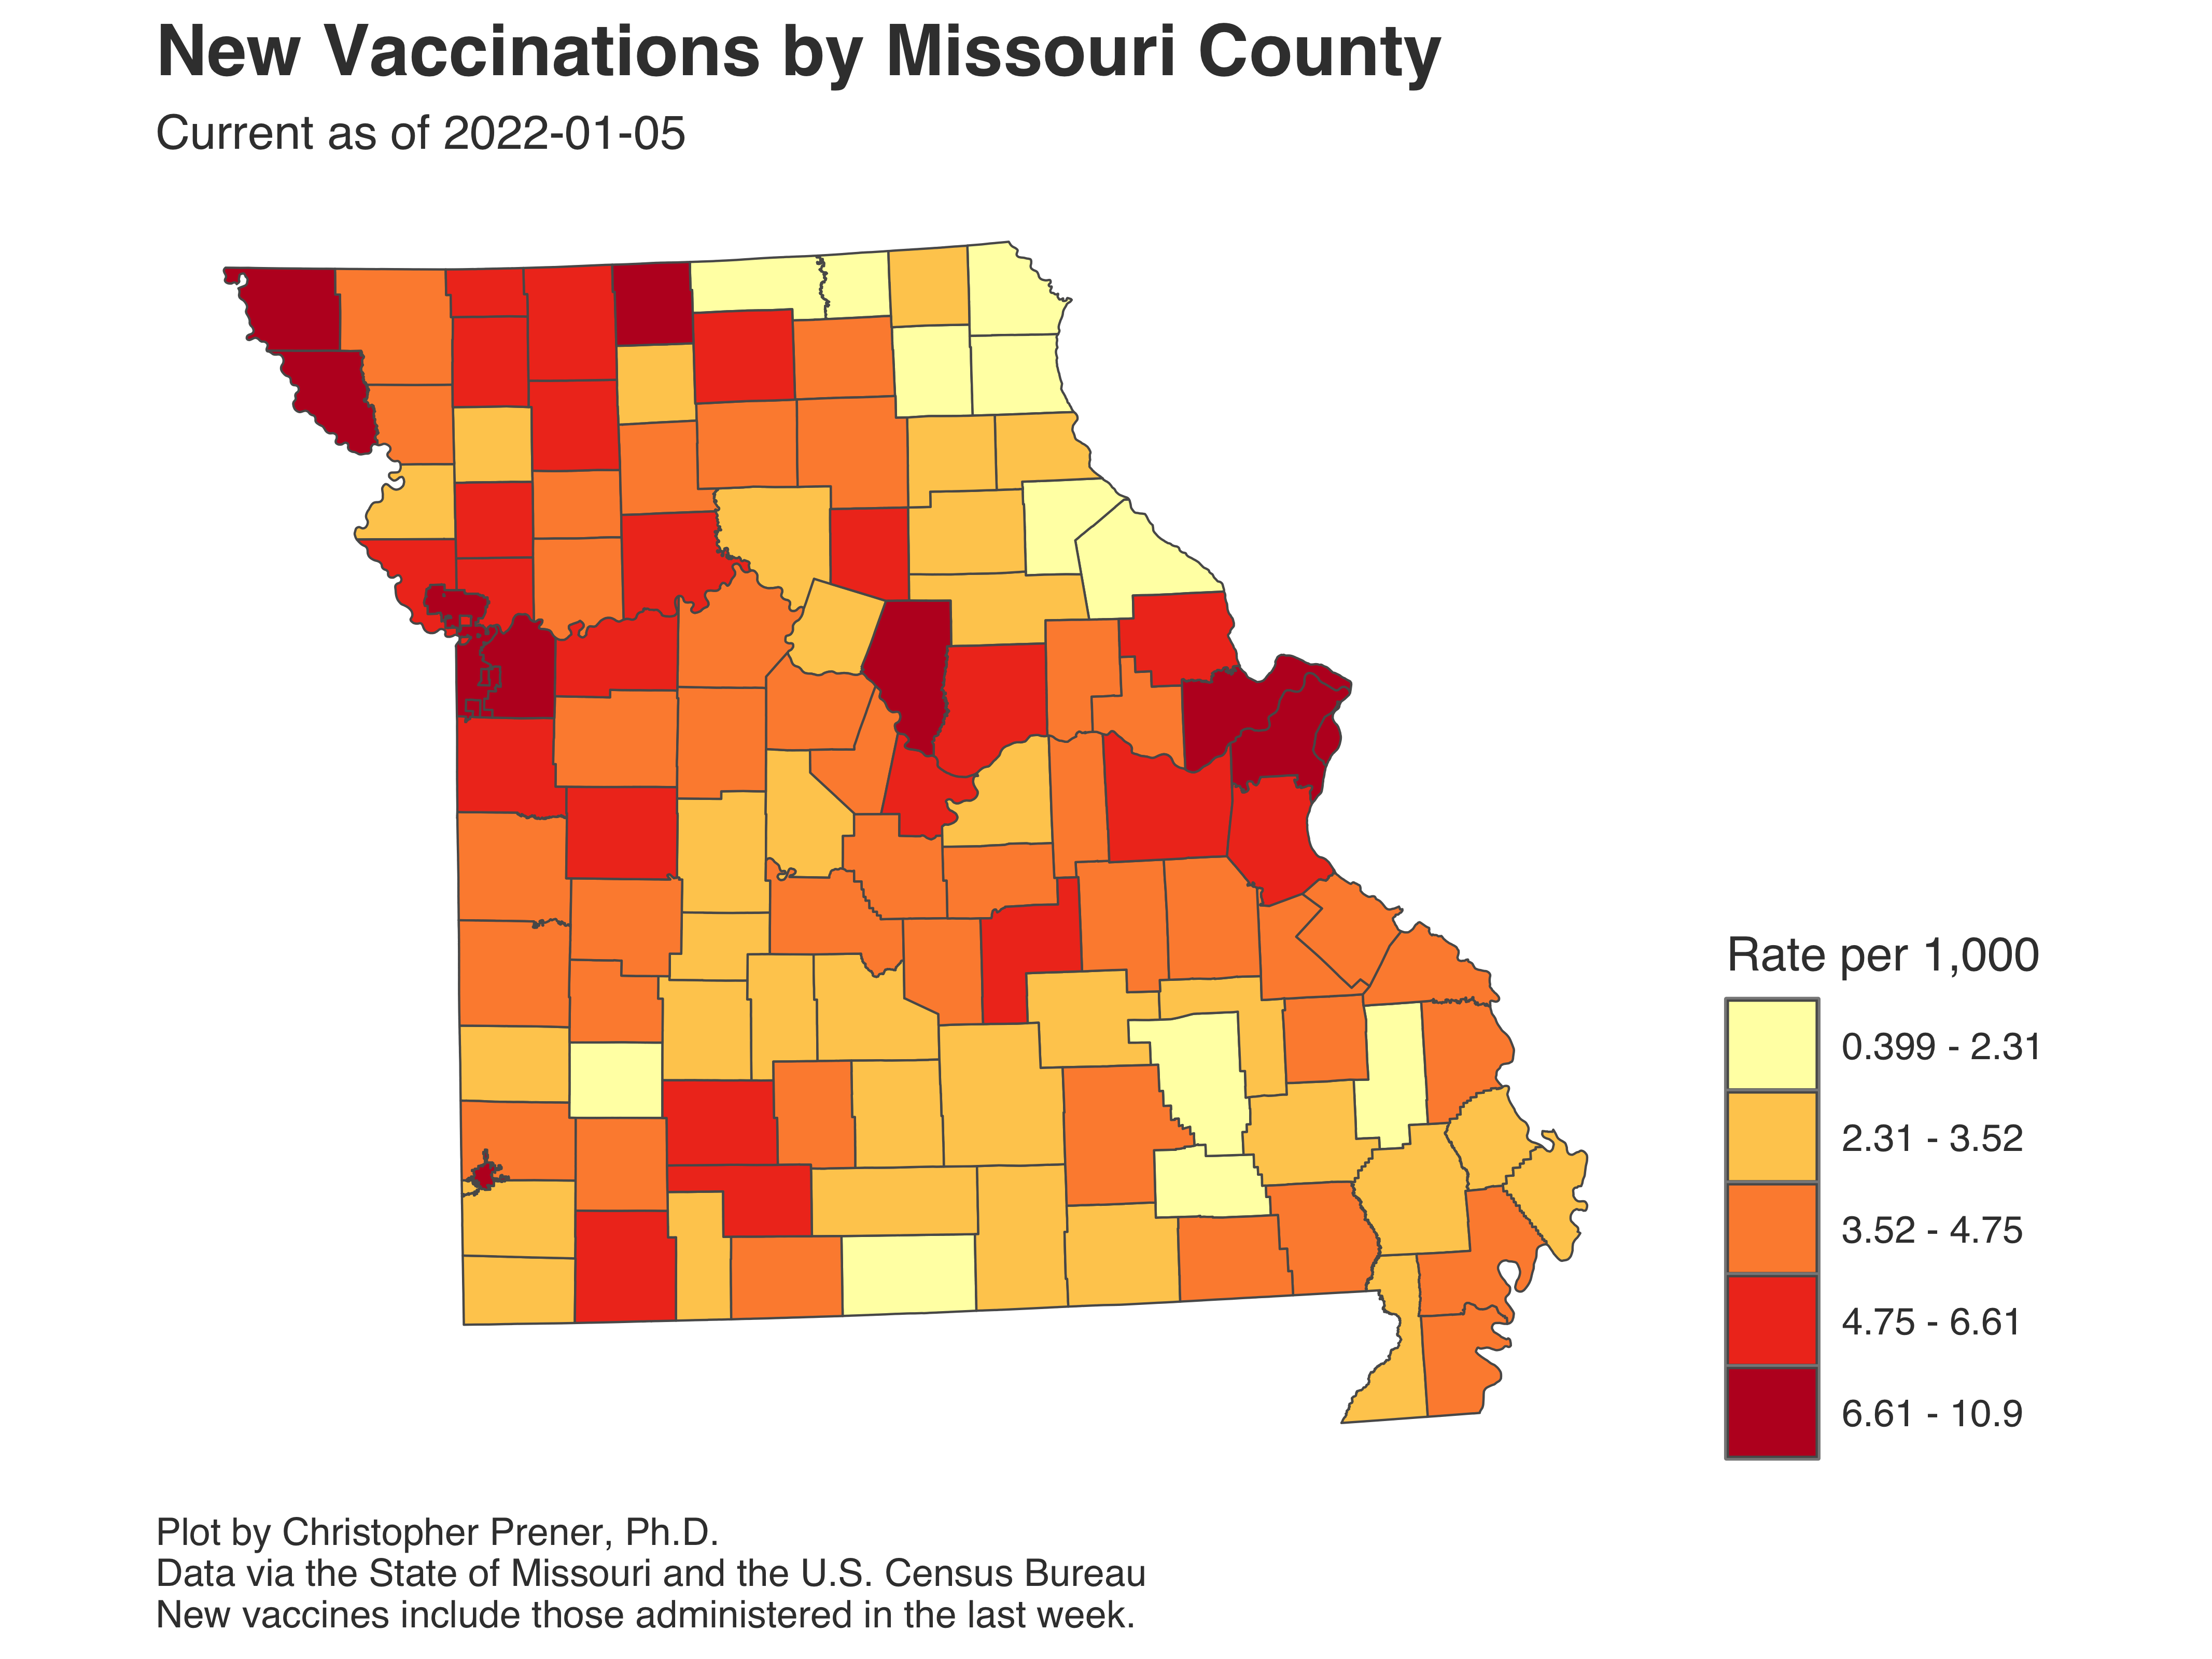 New Vaccinations by Missouri County
Current as of 2022-01-05
Rate per 1,000
0.399 - 2.31
2.31 - 3.52
3.52 - 4.75
4.75 - 6.61
6.61 - 10.9
Plot by Christopher Prener, Ph.D.
Data via the State of Missouri and the U.S. Census Bureau
New vaccines include those administered in the last week.